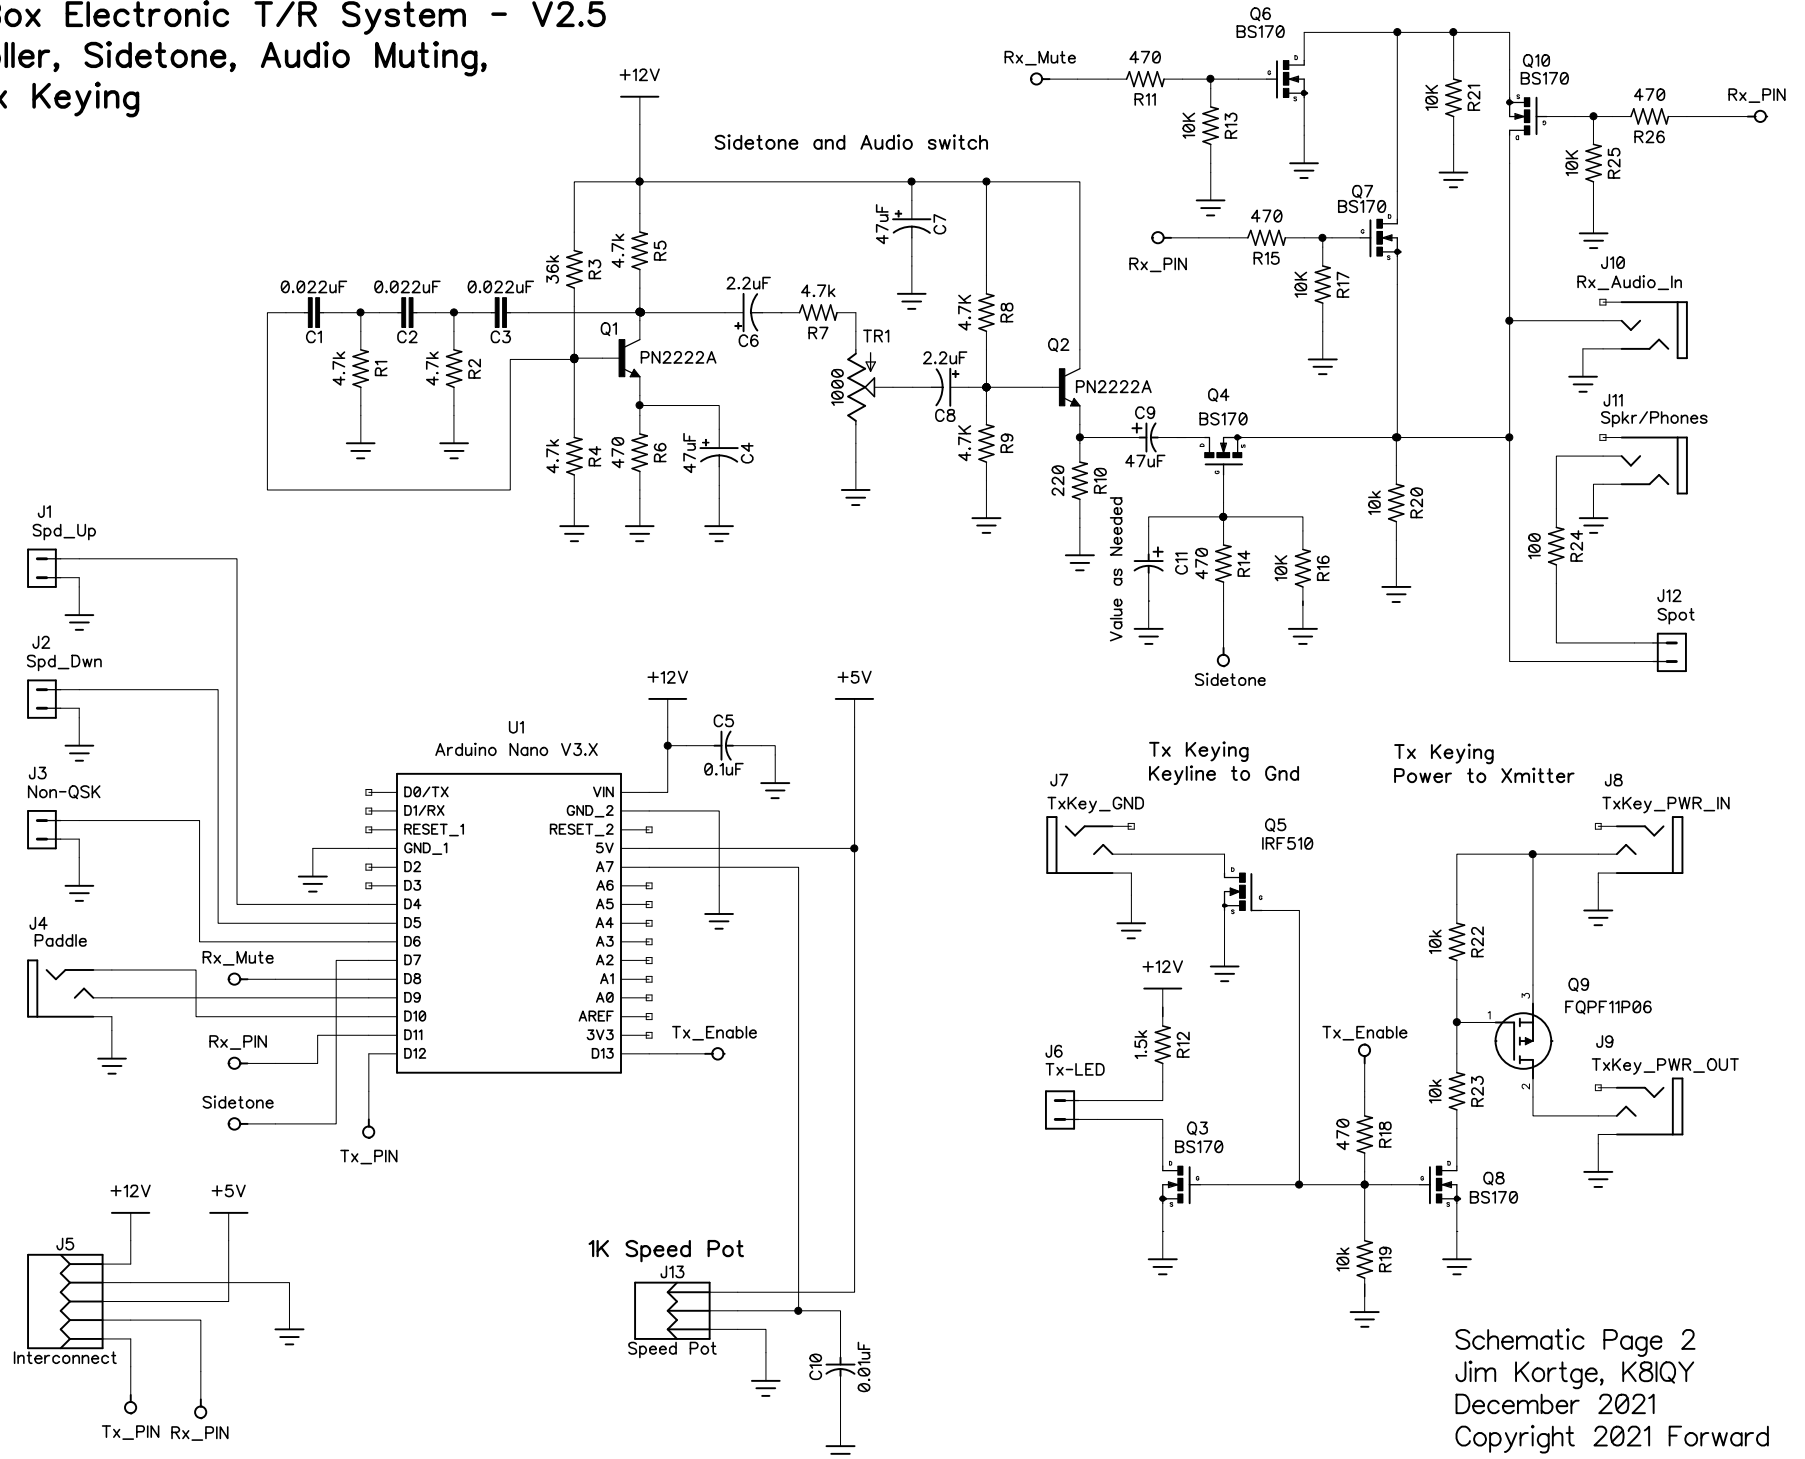 Box Electronic T/R System - V2.5
ller, Sidetone, Audio Muting,
x Keying
+12V
Sidetone and Audio switch
Rx_Mute
470
R11
10K
R13
Q6
BS170
D
G
S
10K
R21
Q10
BS170
S
G
D
470
R26
Rx_PIN
10K
R25
Q7
BS170
D
G
S
Rx_PIN
470
R15
10K
R17
J10
Rx_Audio_In
J11
Spkr/Phones
100
R24
J12
Spot
0.022uF
C1
0.022uF
C2
0.022uF
C3
4.7k
R1
4.7k
R2
36k
R3
4.7k
R4
4.7k
R5
Q1
PN2222A
470
R6
47uF
+
C4
2.2uF
+
C6
4.7k
R7
TR1
1000
47uF
+
C7
2.2uF
+
C8
4.7K
R8
4.7K
R9
Q2
PN2222A
220
R10
C9
+
47uF
Q4
BS170
D
S
G
Value as Needed
+
C11
470
R14
10K
R16
Sidetone
10k
R20
J1
Spd_Up
J2
Spd_Dwn
J3
Non-QSK
J4
Paddle
Rx_Mute
Rx_PIN
Sidetone
Tx_PIN
U1
Arduino Nano V3.X
D0/TX
D1/RX
RESET_1
GND_1
D2
D3
D4
D5
D6
D7
D8
D9
D10
D11
D12
VIN
GND_2
RESET_2
5V
A7
A6
A5
A4
A3
A2
A1
A0
AREF
3V3
D13
+12V
C5
0.1uF
+5V
Tx_Enable
+12V
+5V
J5
Interconnect
Tx_PIN
Rx_PIN
1K Speed Pot
J13
Speed Pot
C10
0.01uF
Tx Keying
Keyline to Gnd
J7
TxKey_GND
Q5
IRF510
D
G
S
+12V
1.5k
R12
J6
Tx-LED
Q3
BS170
D
G
S
Tx_Enable
470
R18
10k
R19
Tx Keying
Power to Xmitter
J8
TxKey_PWR_IN
10k
R22
10k
R23
Q9
FQPF11P06
1
3
2
J9
TxKey_PWR_OUT
Q8
BS170
D
G
S
Schematic Page 2
Jim Kortge, K8IQY
December 2021
Copyright 2021 Forward